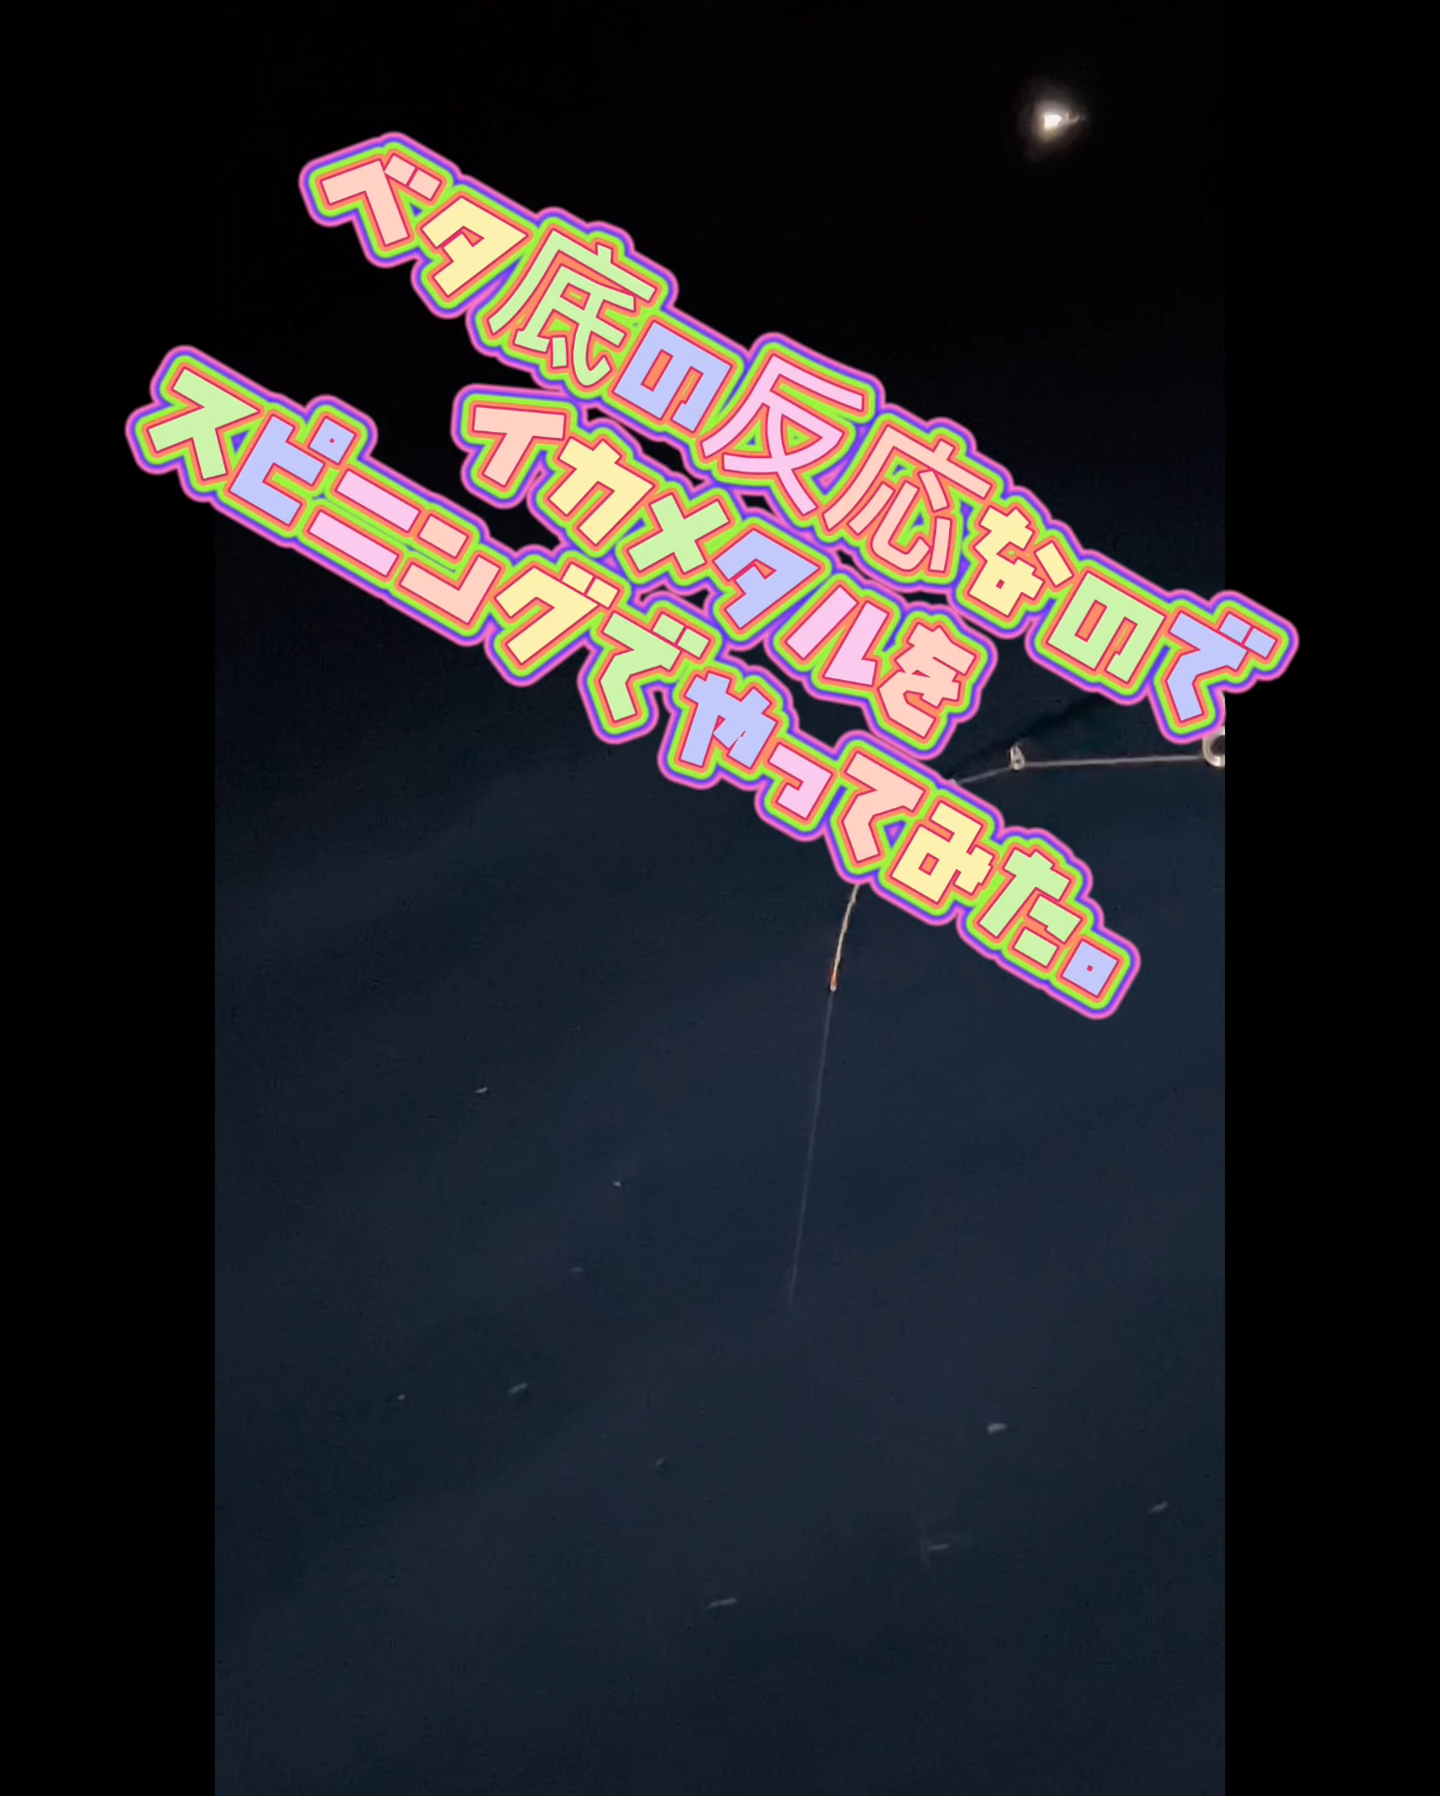 ベタ底の反応なので
イカメタルを
スピニングでやってみた。